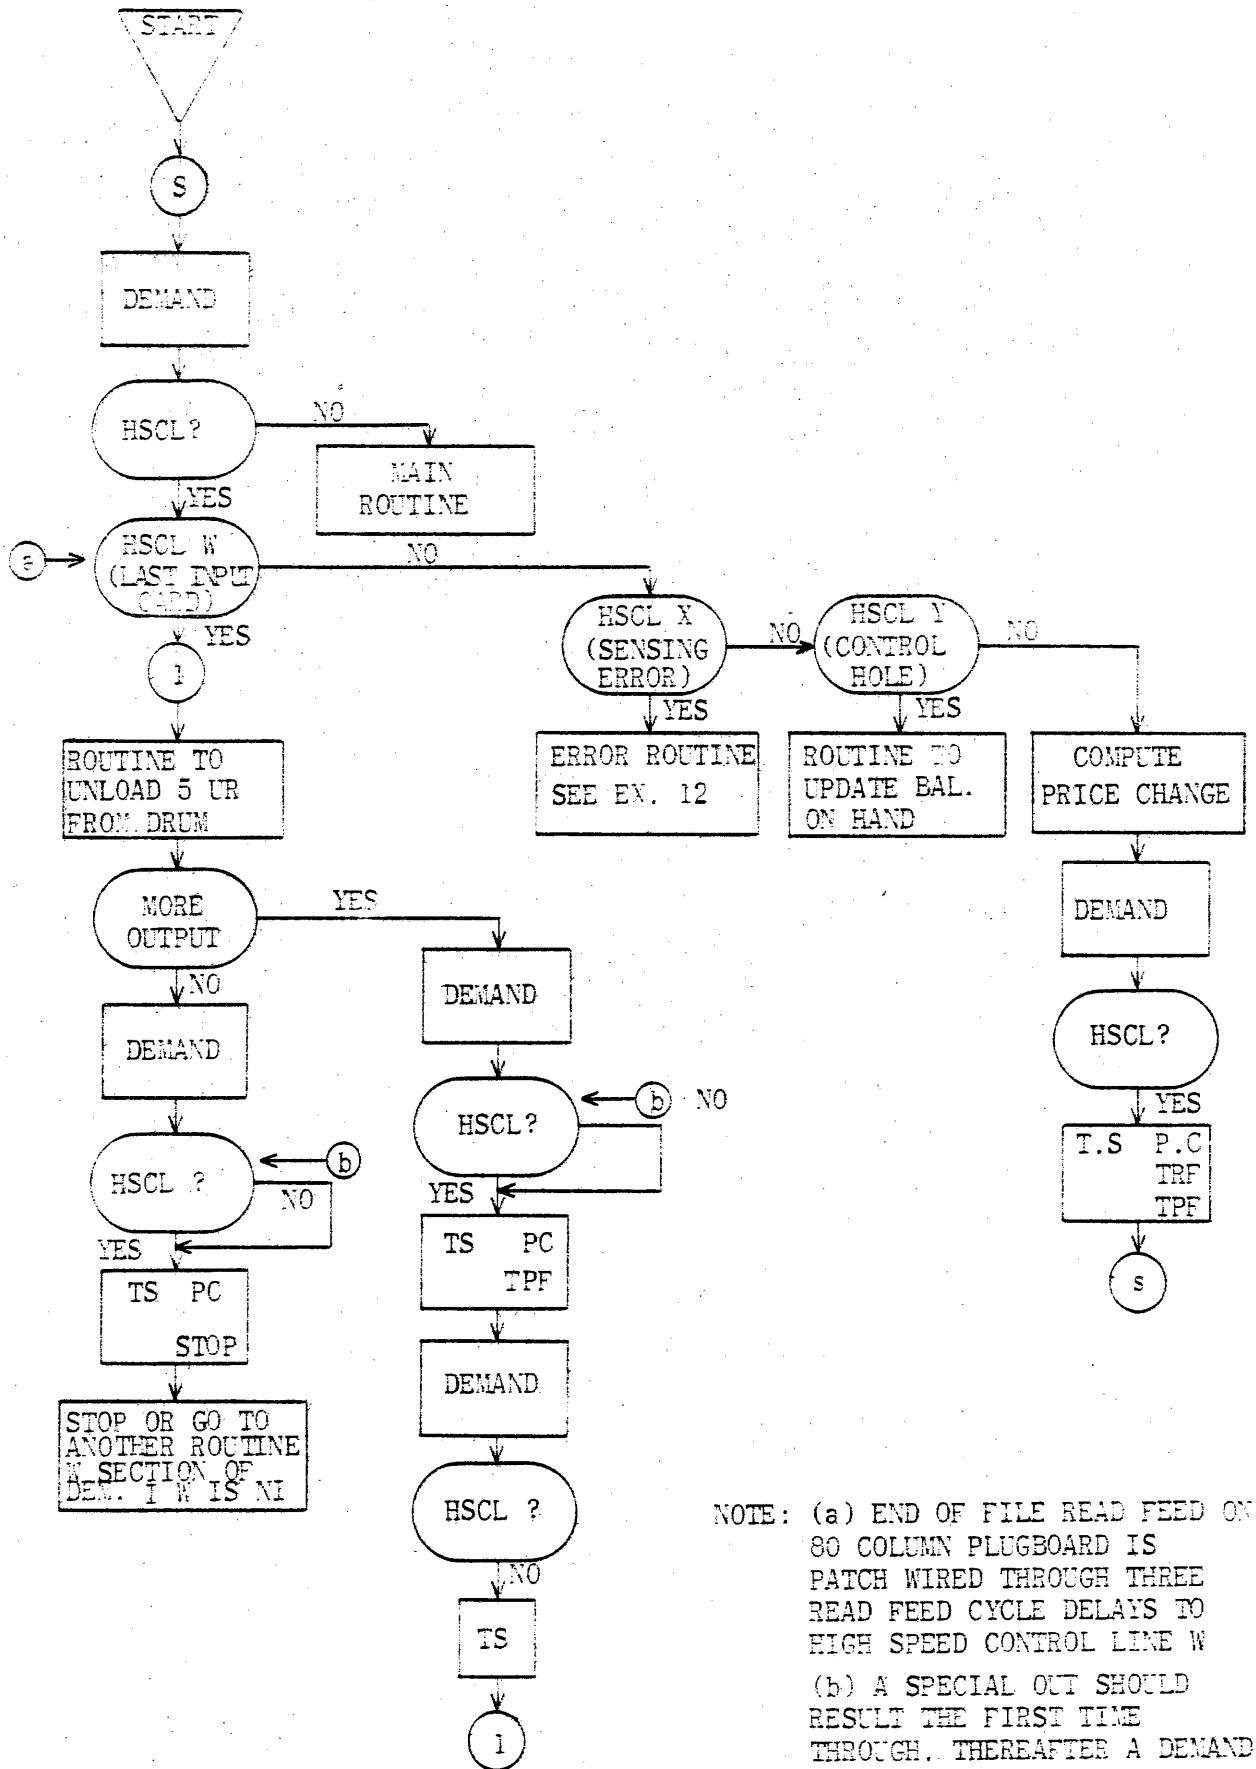 START
S
DEMAND
HSCL?
NO
MAIN
ROUTINE
YES
a
HSCL W
(LAST INPUT
CARD)
NO
YES
1
HSCL X
(SENSING
ERROR)
NO
HSCL Y
(CONTROL
HOLE)
NO
YES
YES
ROUTINE TO
UNLOAD 5 UR
FROM DRUM
ERROR ROUTINE
SEE EX. 12
ROUTINE TO
UPDATE BAL.
ON HAND
COMPUTE
PRICE CHANGE
MORE
OUTPUT
YES
NO
DEMAND
DEMAND
DEMAND
HSCL?
YES
T.S P.C
TRF
TPF
s
HSCL?
b NO
YES
HSCL ?
b
NO
YES
TS PC
TPF
TS PC
STOP
DEMAND
STOP OR GO TO
ANOTHER ROUTINE
W SECTION OF
DEM. I W IS NI
HSCL ?
NO
TS
1
NOTE: (a) END OF FILE READ FEED ON
80 COLUMN PLUGBOARD IS
PATCH WIRED THROUGH THREE
READ FEED CYCLE DELAYS TO
HIGH SPEED CONTROL LINE W
(b) A SPECIAL OUT SHOULD
RESULT THE FIRST TIME
THROUGH. THEREAFTER A DEMAND